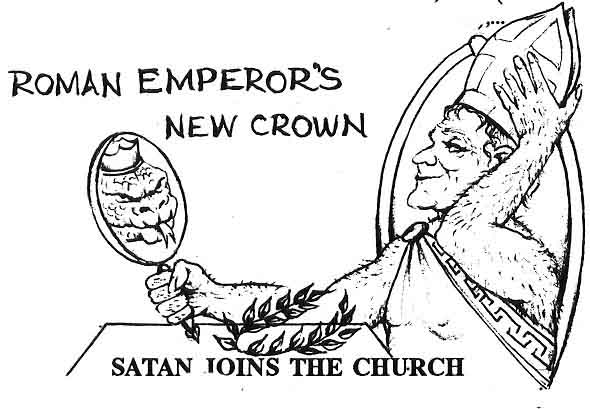 ROMAN EMPEROR'S
NEW CROWN
SATAN JOINS THE CHURCH